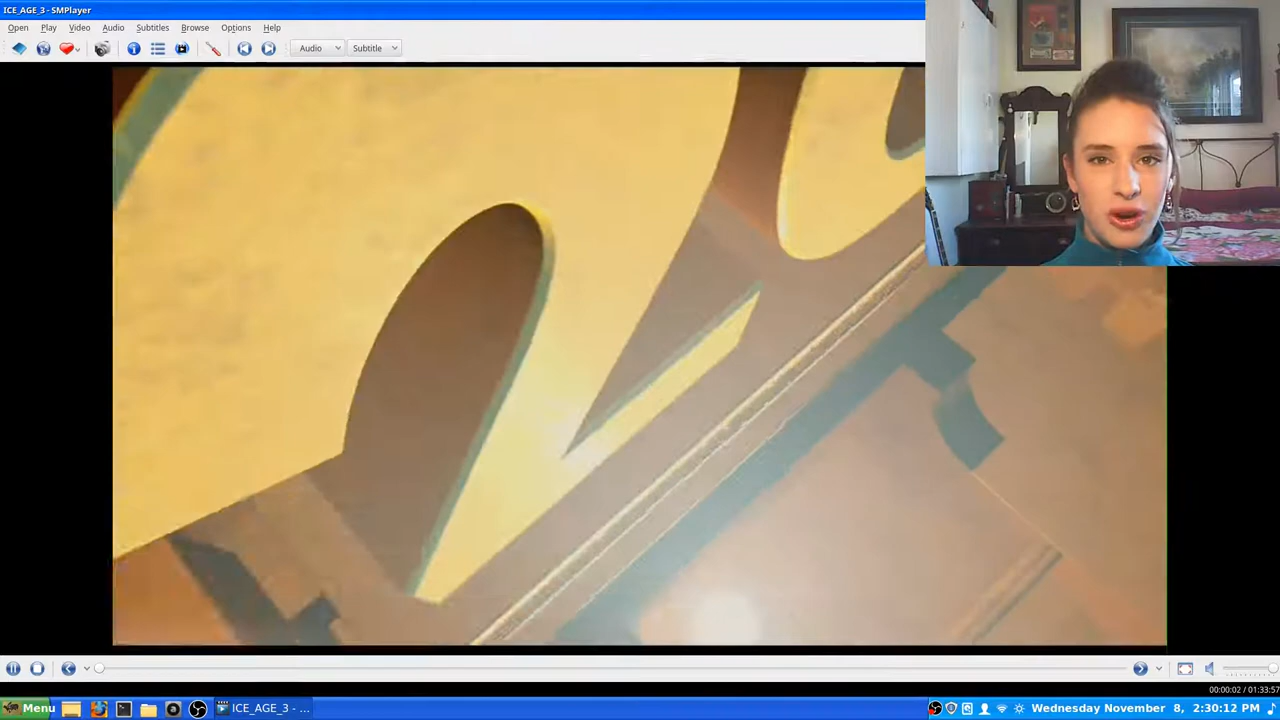 ICE_AGE_3 - SMPlayer
Open Play Video Audio Subtitles Browse Options Help
Audio Subtitle
00:00:02 / 01:33:57
Menu ICE_AGE_3 - ... Wednesday November 8, 2:30:12 PM